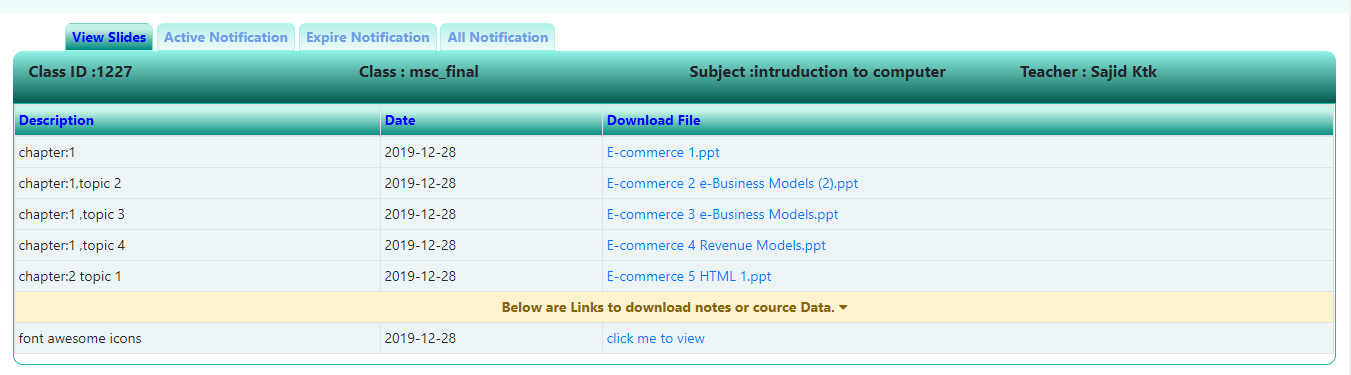 View Slides Active Notification Expire Notification All Notification
Class ID :1227 Class : msc_final Subject :intruduction to computer Teacher : Sajid Ktk
Description Date Download File
chapter:1 2019-12-28 E-commerce 1.ppt
chapter:1,topic 2 2019-12-28 E-commerce 2 e-Business Models (2).ppt
chapter:1 ,topic 3 2019-12-28 E-commerce 3 e-Business Models.ppt
chapter:1 ,topic 4 2019-12-28 E-commerce 4 Revenue Models.ppt
chapter:2 topic 1 2019-12-28 E-commerce 5 HTML 1.ppt
Below are Links to download notes or cource Data.
font awesome icons 2019-12-28 click me to view